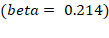 (beta = 0.214)